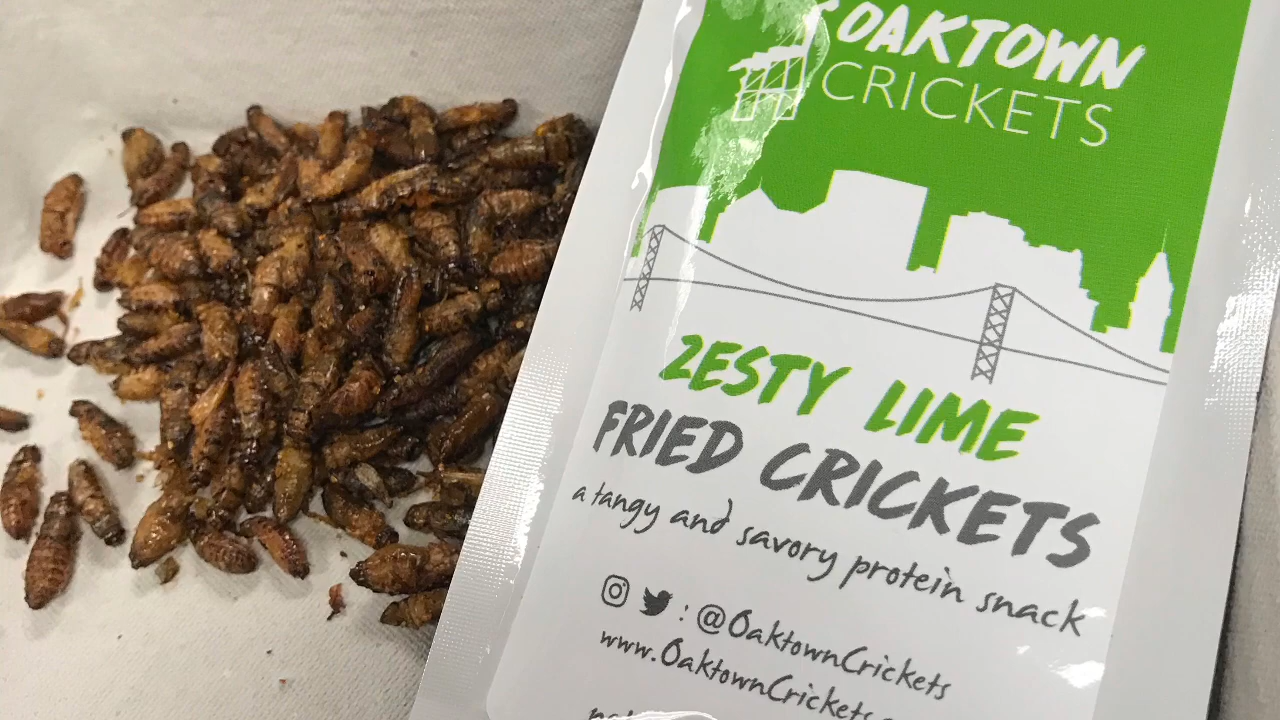 OAKTOWN
CRICKETS
ZESTY LIME
FRIED CRICKETS
a tangy and savory protein snack
: @OaktownCrickets
www.OaktownCrickets